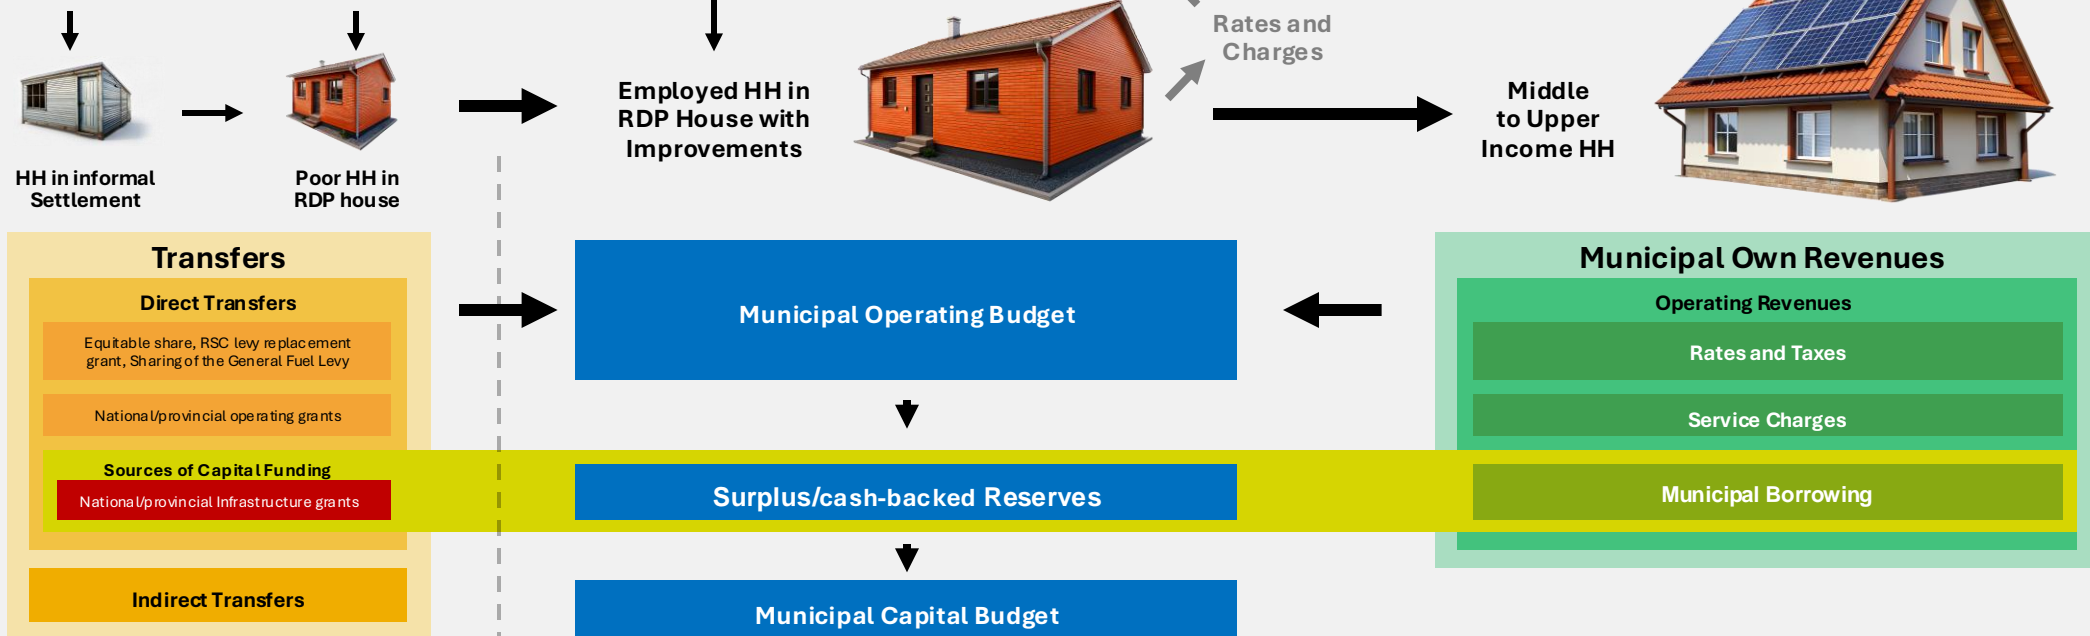 Rates and
Charges
Employed HH in
RDP House with
Improvements
Middle
to Upper
Income HH
HH in informal
Settlement
Poor HH in
RDP house
Transfers
Direct Transfers
Equitable share, RSC levy replacement
grant, Sharing of the General Fuel Levy
National/provincial operating grants
Sources of Capital Funding
National/provincial Infrastructure grants
Indirect Transfers
Municipal Operating Budget
Surplus/cash-backed Reserves
Municipal Capital Budget
Municipal Own Revenues
Operating Revenues
Rates and Taxes
Service Charges
Municipal Borrowing